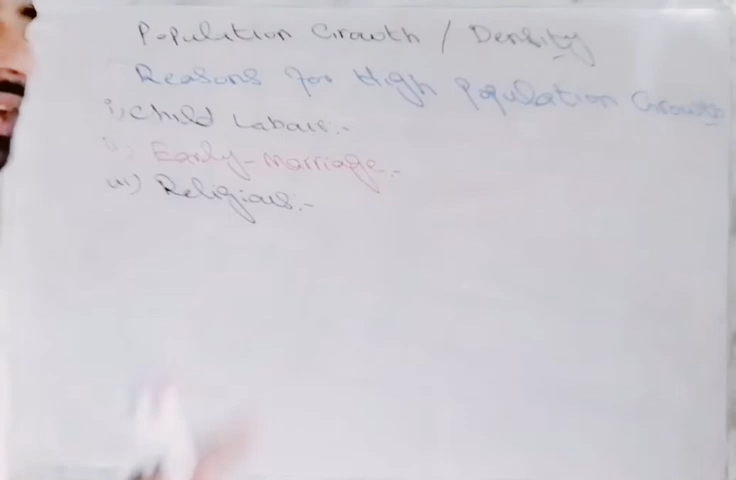 Population Growth / Density
Reasons for High Population Growth
i) Child Labour:-
ii) Early-marriage:-
iii) Religious:-